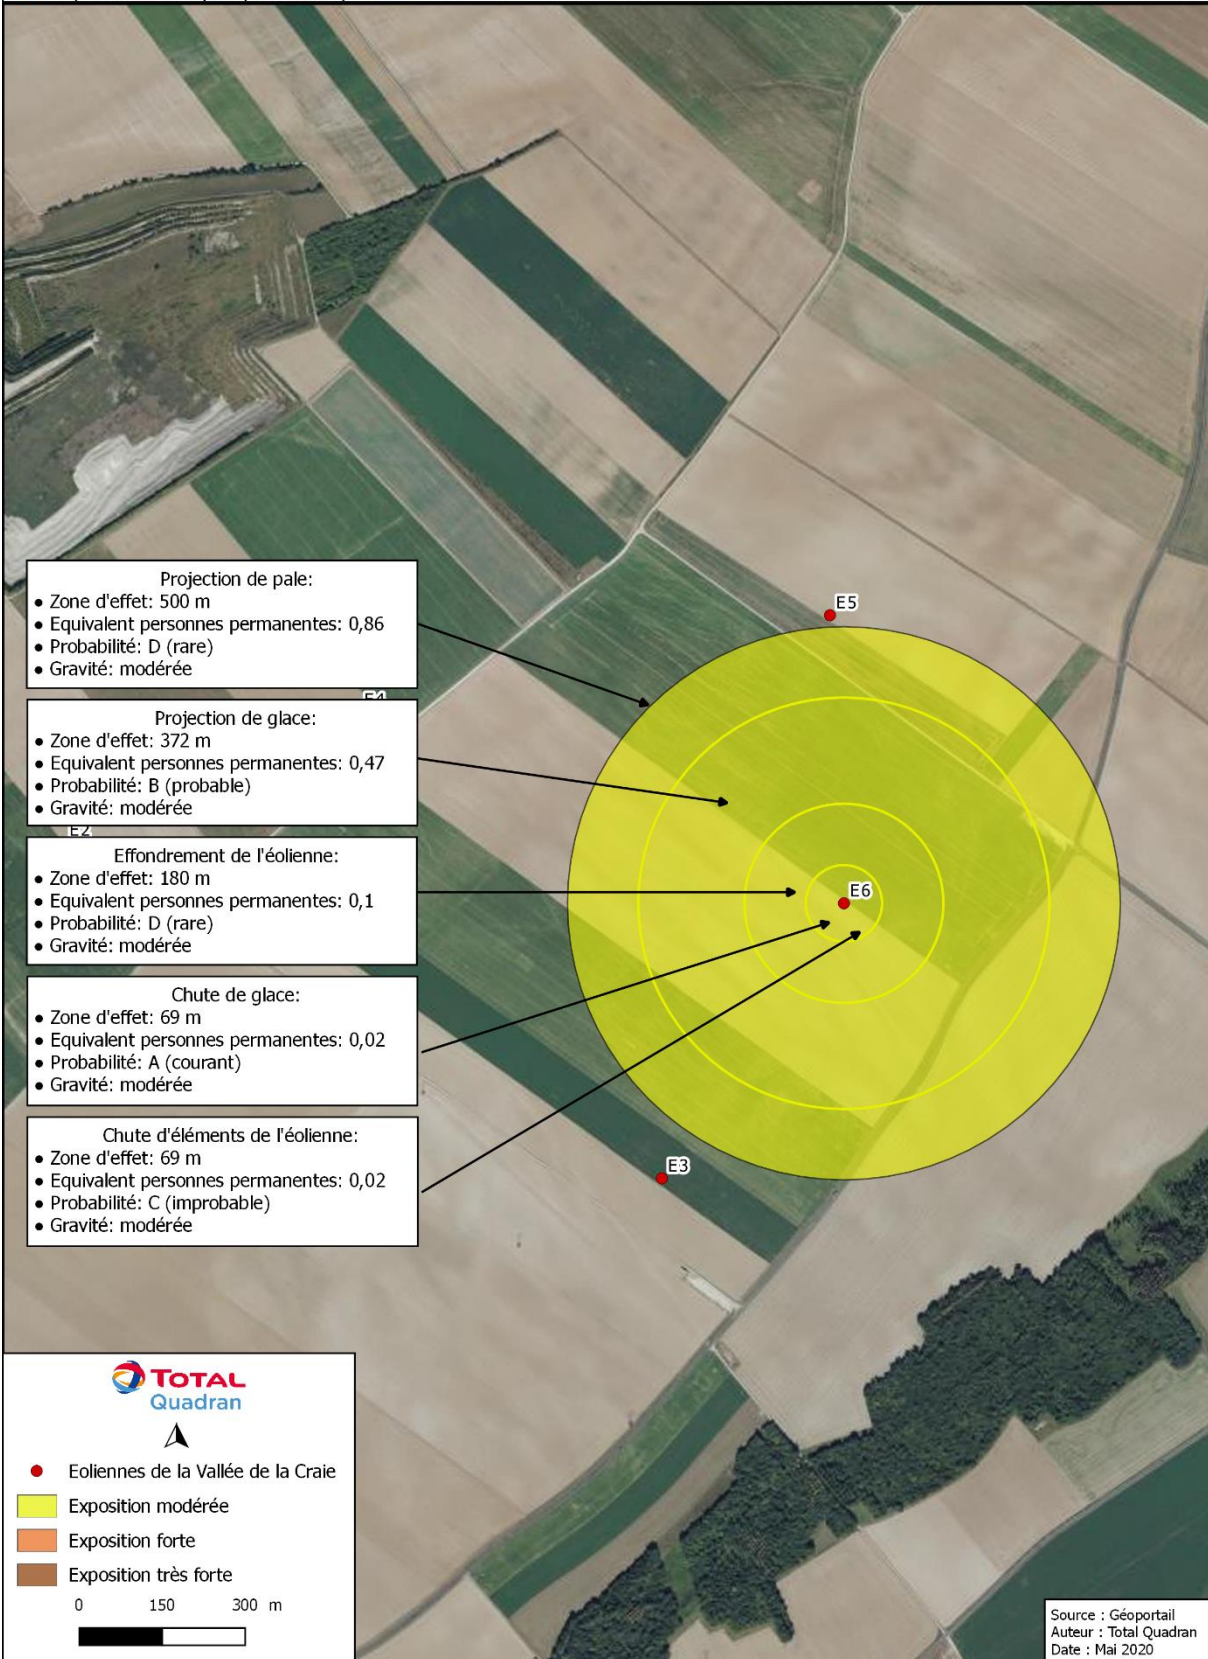 Projection de pale:
• Zone d'effet: 500 m
• Equivalent personnes permanentes: 0,86
• Probabilité: D (rare)
• Gravité: modérée
E5
E4
Projection de glace:
• Zone d'effet: 372 m
• Equivalent personnes permanentes: 0,47
• Probabilité: B (probable)
• Gravité: modérée
E2
Effondrement de l'éolienne:
• Zone d'effet: 180 m
• Equivalent personnes permanentes: 0,1
• Probabilité: D (rare)
• Gravité: modérée
E6
Chute de glace:
• Zone d'effet: 69 m
• Equivalent personnes permanentes: 0,02
• Probabilité: A (courant)
• Gravité: modérée
Chute d'éléments de l'éolienne:
• Zone d'effet: 69 m
• Equivalent personnes permanentes: 0,02
• Probabilité: C (improbable)
• Gravité: modérée
E3
TOTAL
Quadran
Eoliennes de la Vallée de la Craie
Exposition modérée
Exposition forte
Exposition très forte
0 150 300 m
Source : Géoportail
Auteur : Total Quadran
Date : Mai 2020